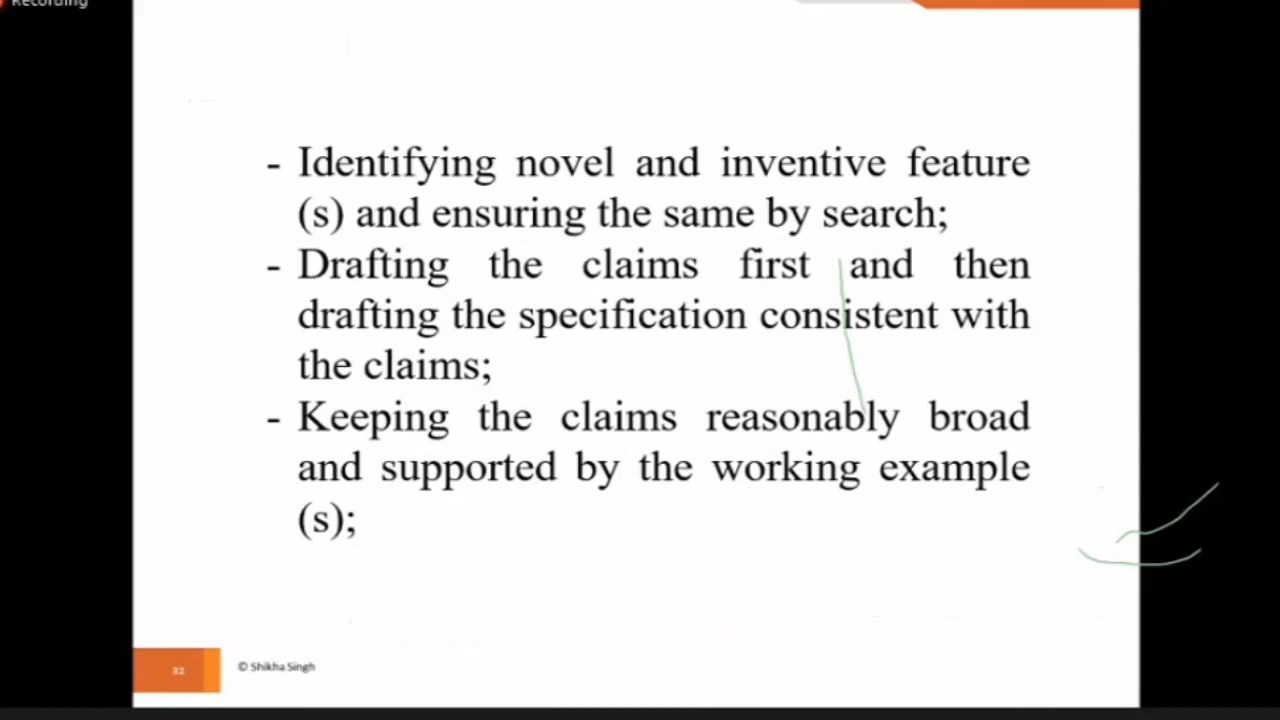 Recording
- Identifying novel and inventive feature
(s) and ensuring the same by search;
- Drafting the claims first and then
drafting the specification consistent with
the claims;
- Keeping the claims reasonably broad
and supported by the working example
(s);
82
© Shikha Singh